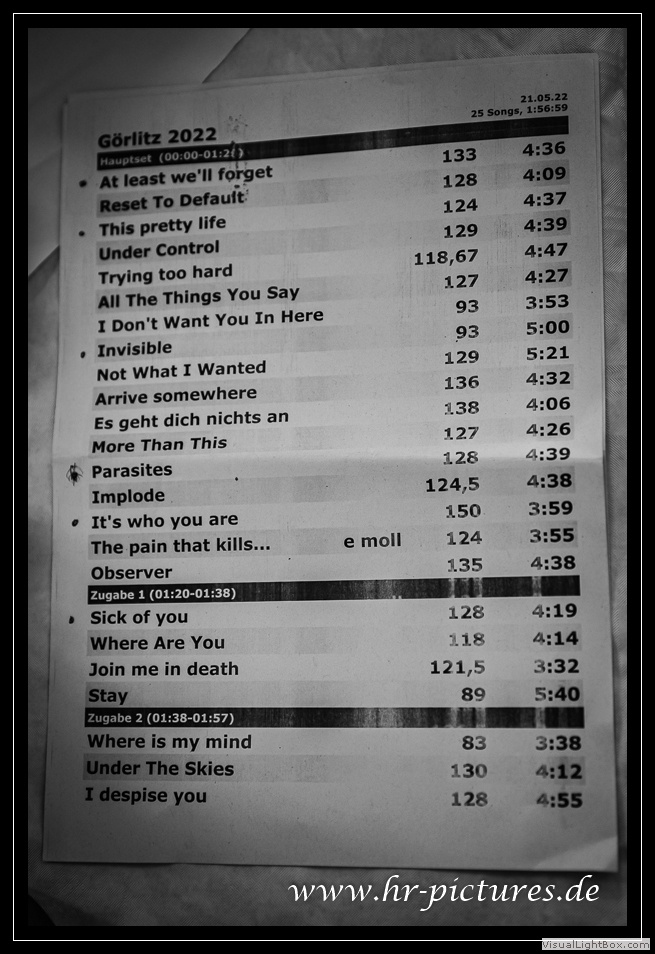 21.05.22
25 Songs, 1:56:59
Görlitz 2022
Hauptset
At least we'll forget 133 4:36
Reset To Default 128 4:09
This pretty life 124 4:37
Under Control 129 4:39
Trying too hard 118,67 4:47
All The Things You Say 127 4:27
I Don't Want You In Here 93 3:53
Invisible 93 5:00
Not What I Wanted 129 5:21
Arrive somewhere 136 4:32
Es geht dich nichts an 138 4:06
More Than This 127 4:26
Parasites 128 4:39
Implode 124,5 4:38
It's who you are 150 3:59
The pain that kills... e moll 124 3:55
Observer 135 4:38
Zugabe 1 (01:20-01:38)
Sick of you 128 4:19
Where Are You 118 4:14
Join me in death 121,5 3:32
Stay 89 5:40
Zugabe 2 (01:38-01:57)
Where is my mind 83 3:38
Under The Skies 130 4:12
I despise you 128 4:55
www.hr-pictures.de
VisualLightBox.com